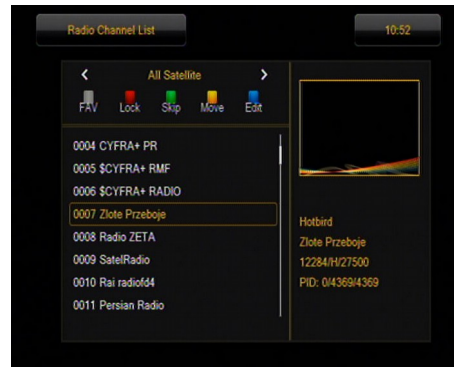 Radio Channel List
10:52
All Satellite
FAV Lock Skip Move Edit
0004 CYFRA+ PR
0005 $CYFRA+ RMF
0006 $CYFRA+ RADIO
0007 Zlote Przeboje
0008 Radio ZETA
0009 SatelRadio
0010 Rai radiofd4
0011 Persian Radio
Hotbird
Zlote Przeboje
12284/H/27500
PID: 0/4369/4369